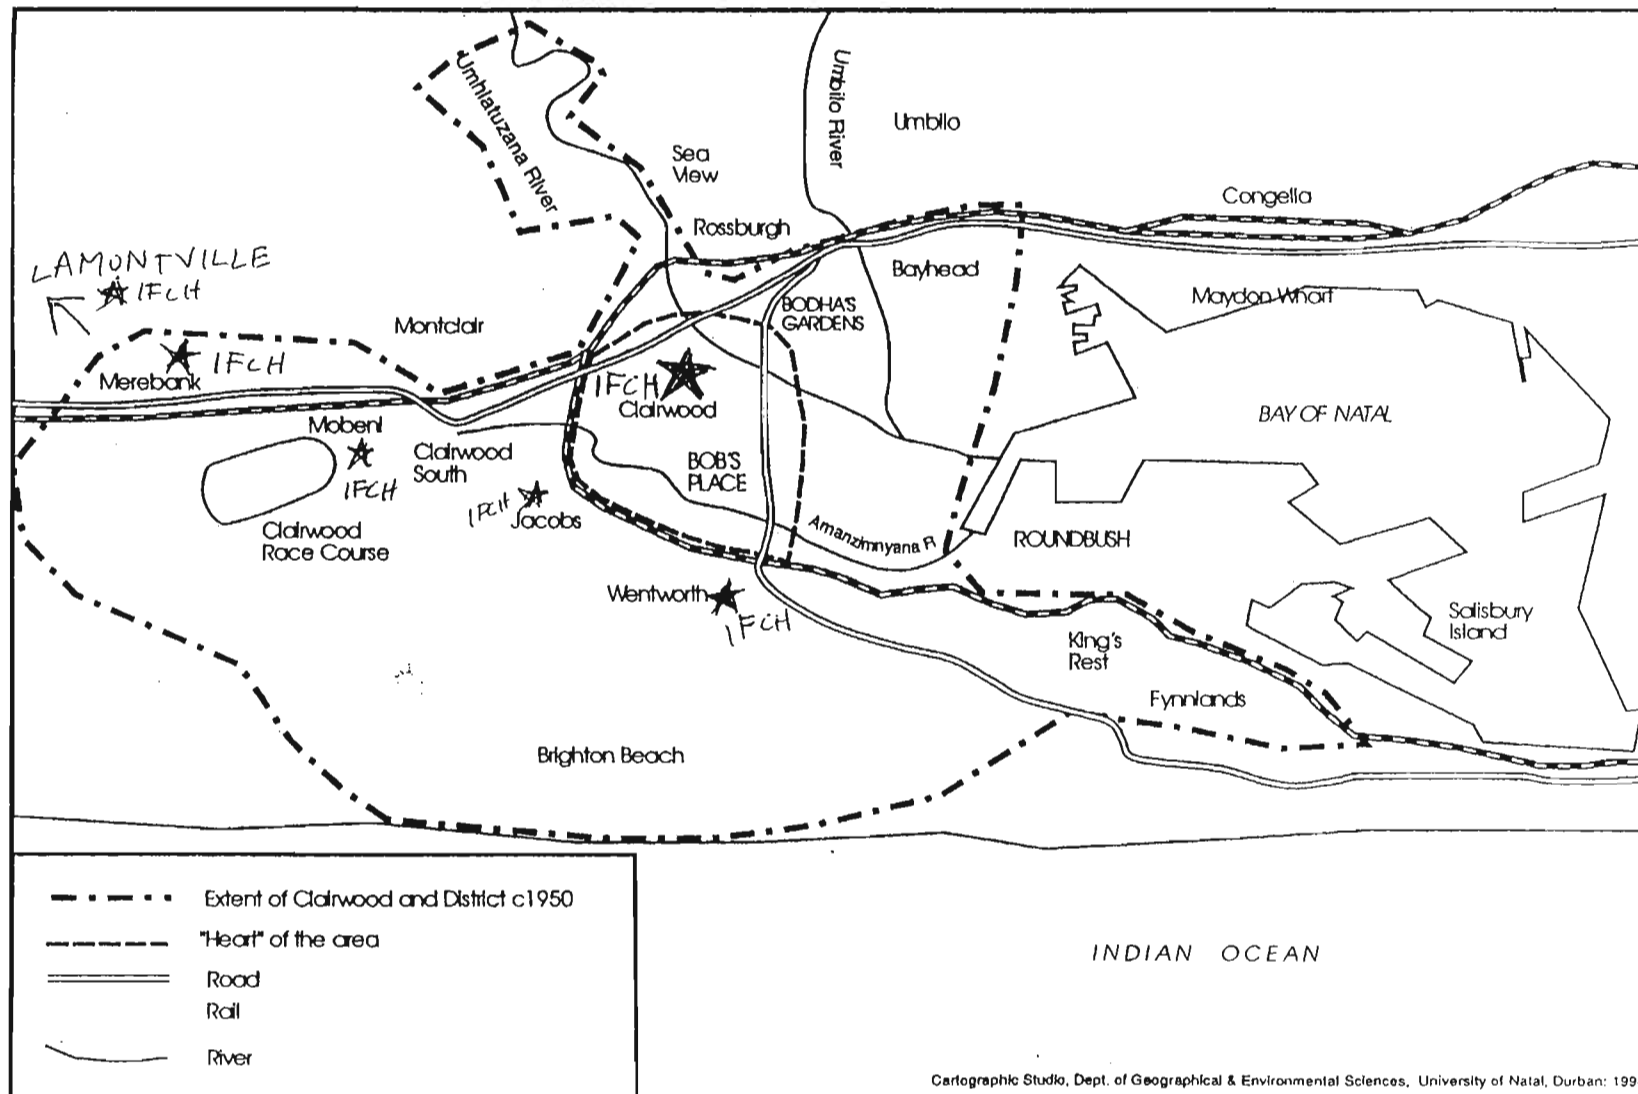 Umhlatuzana River
Umbilo River
Umbilo
Sea
View
Congella
Rossburgh
LAMONTVILLE
IFCH
Bayhead
Maydon Wharf
BODHA'S
GARDENS
Montclair
IFCH
Merebank
IFCH
Clairwood
BAY OF NATAL
Mobeni
Clairwood
South
IFCH
BOB'S
PLACE
IFCH
Jacobs
Clairwood
Race Course
Amanzimnyana R
ROUNDBUSH
Wentworth
IFCH
King's
Rest
Salisbury
Island
Fynnlands
Brighton Beach
Extent of Clairwood and District c1950
"Heart" of the area
Road
Rail
River
INDIAN OCEAN
Cartographic Studio, Dept. of Geographical & Environmental Sciences, University of Natal, Durban: 199